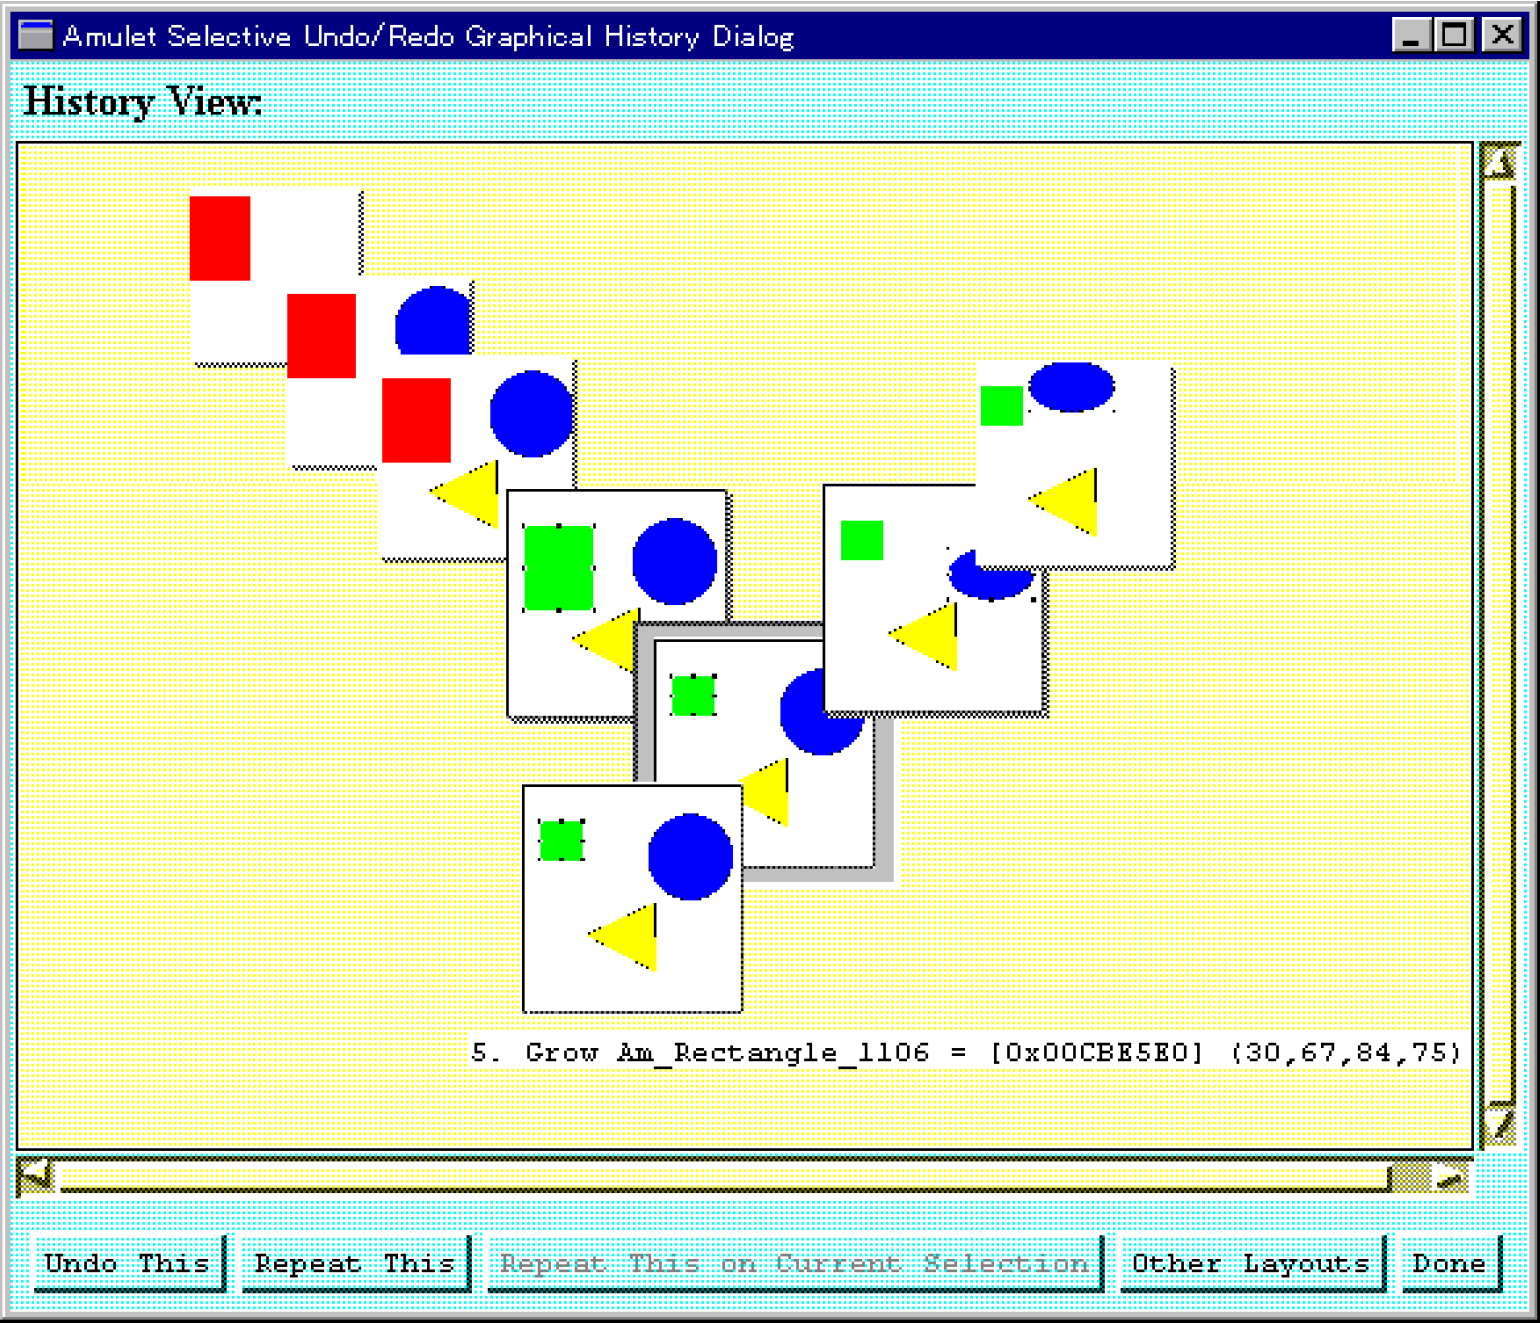 Amulet Selective Undo/Redo Graphical History Dialog
History View:
5. Grow Am_Rectangle_1106 = [0x00CBE5E0] (30,67,84,75)
Undo This
Repeat This
Repeat This on Current Selection
Other Layouts
Done